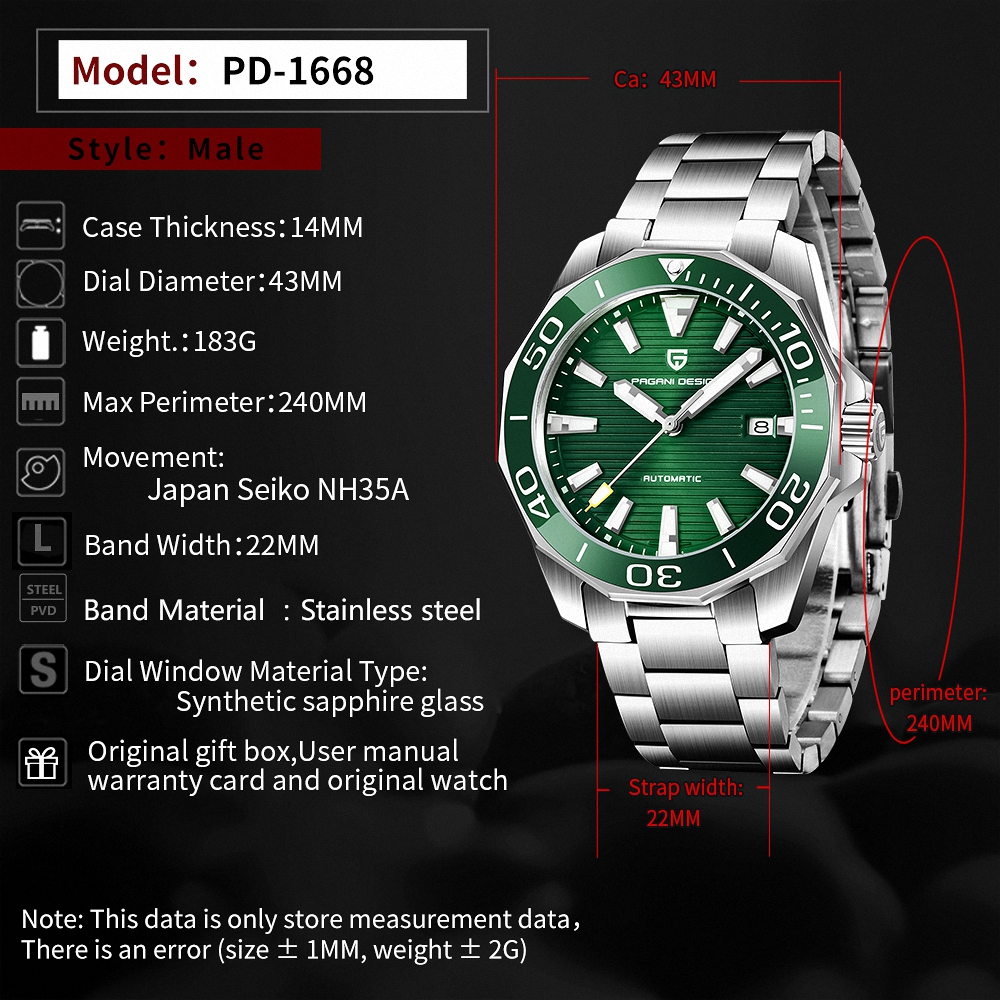 Model: PD-1668
Ca: 43MM
Style: Male
Case Thickness:14MM
Dial Diameter:43MM
Weight.:183G
Max Perimeter:240MM
Movement:
Japan Seiko NH35A
L
Band Width:22MM
STEEL
PVD
Band Material : Stainless steel
S
Dial Window Material Type:
Synthetic sapphire glass
Original gift box,User manual
warranty card and original watch
10
20
30
40
50
PAGANI DESIG
8
AUTOMATIC
perimeter:
240MM
Strap width:
22MM
Note: This data is only store measurement data,
There is an error (size ± 1MM, weight ± 2G)